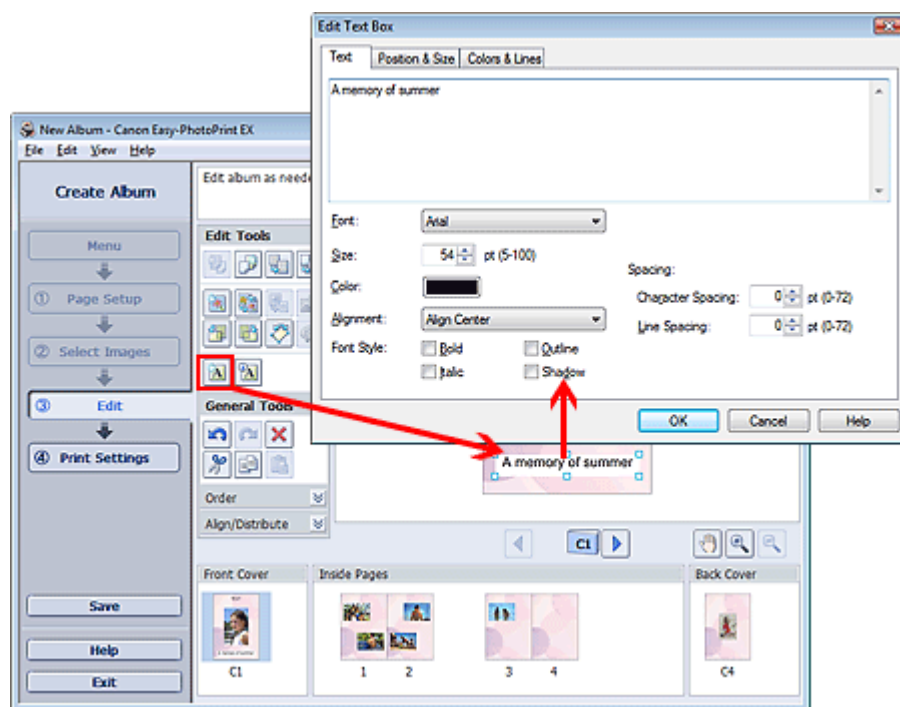 Edit Text Box
Text Position & Size Colors & Lines
A memory of summer
Font: Arial
Size: 54 pt (5-100)
Color:
Alignment: Align Center
Font Style: Bold Outline
Italic Shadow
Spacing:
Character Spacing: 0 pt (0-72)
Line Spacing: 0 pt (0-72)
OK Cancel Help
New Album - Canon Easy-PhotoPrint EX
File Edit View Help
Create Album
Menu
① Page Setup
② Select Images
③ Edit
④ Print Settings
Save
Help
Exit
Edit album as neede
Edit Tools
General Tools
Order
Align/Distribute
A memory of summer
C1
Front Cover Inside Pages Back Cover
C1 1 2 3 4 C4